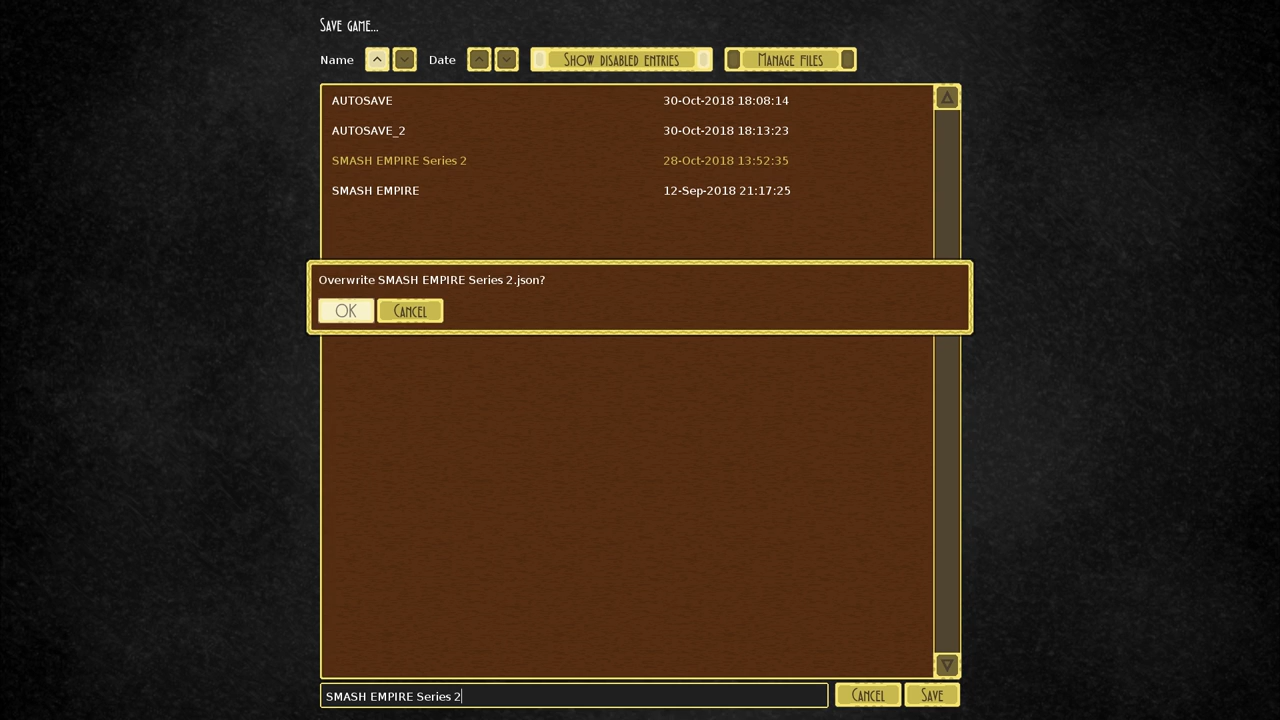 Save game...
Name Date Show disabled entries Manage files
AUTOSAVE 30-Oct-2018 18:08:14
AUTOSAVE_2 30-Oct-2018 18:13:23
SMASH EMPIRE Series 2 28-Oct-2018 13:52:35
SMASH EMPIRE 12-Sep-2018 21:17:25
Overwrite SMASH EMPIRE Series 2.json?
OK Cancel
SMASH EMPIRE Series 2 Cancel Save